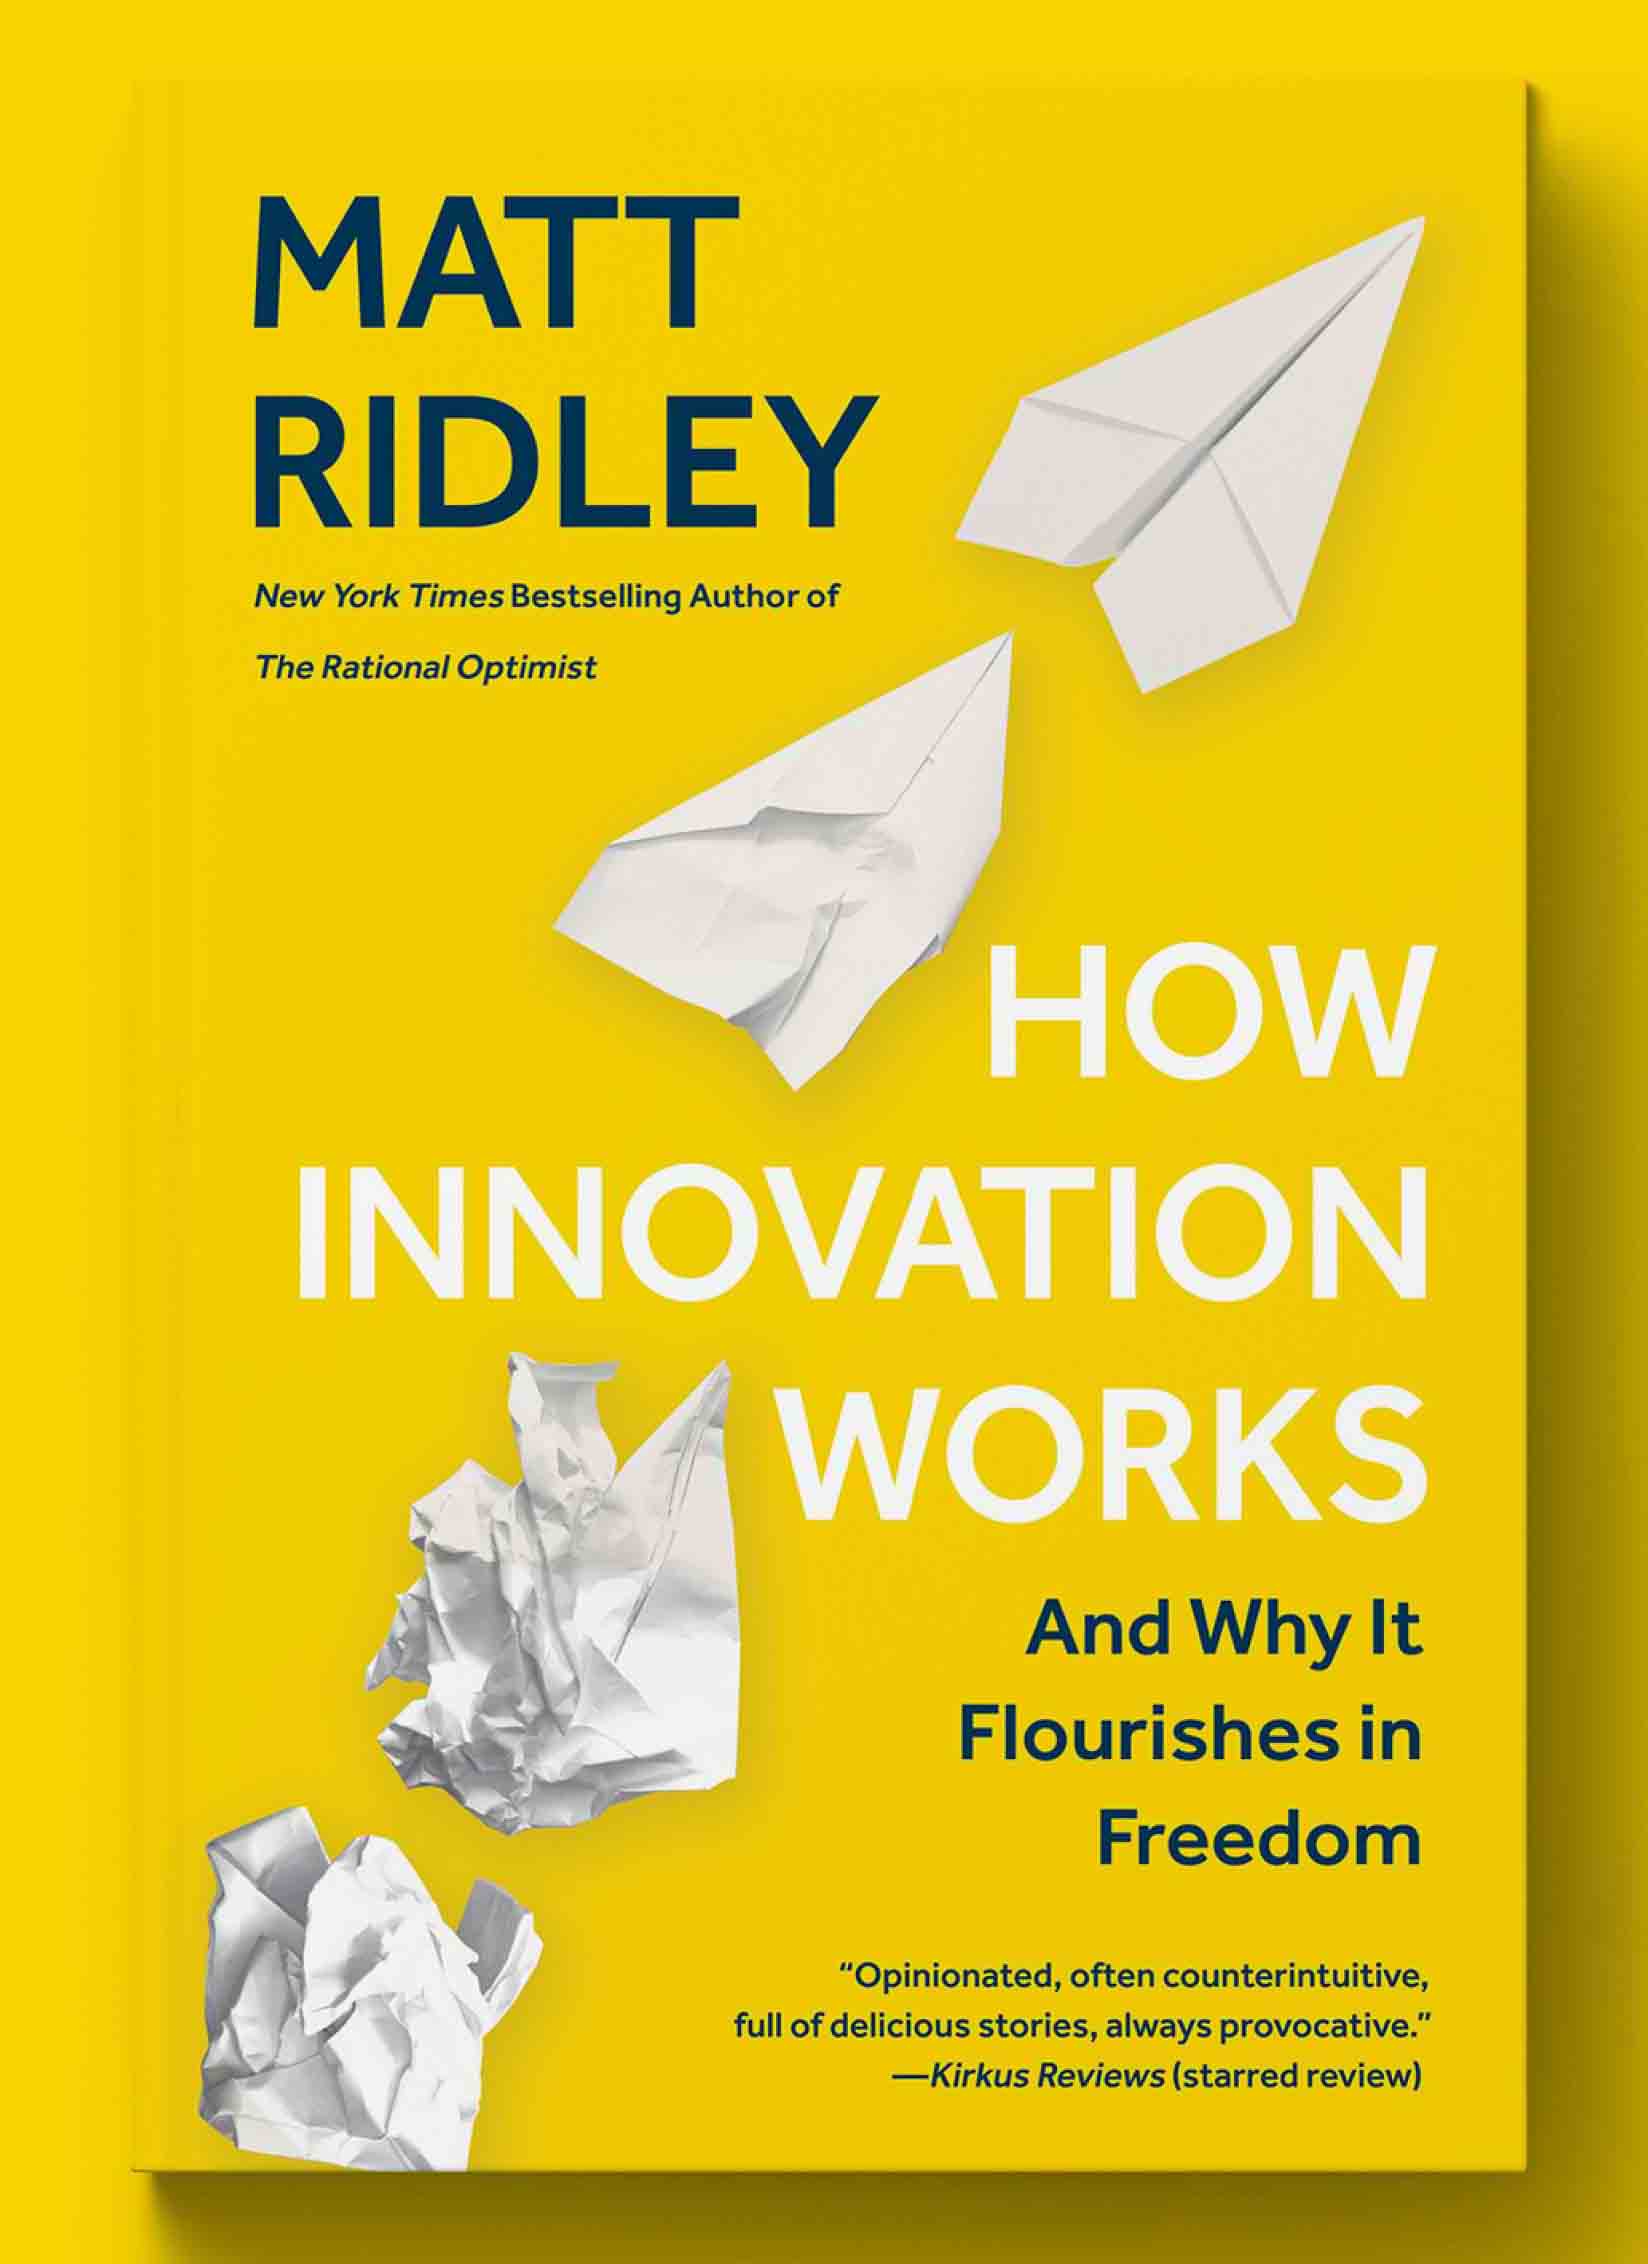 MATT
RIDLEY
New York Times Bestselling Author of
The Rational Optimist
HOW
INNOVATION
WORKS
And Why It
Flourishes in
Freedom
“Opinionated, often counterintuitive,
full of delicious stories, always provocative.”
—Kirkus Reviews (starred review)